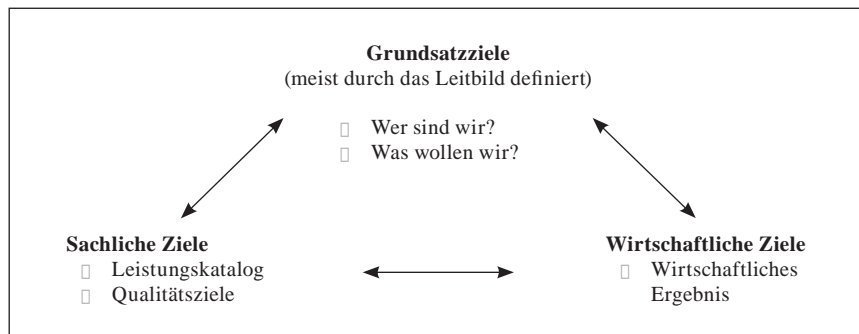 Grundsatzziele
(meist durch das Leitbild definiert)
Wer sind wir?
Was wollen wir?
Sachliche Ziele
Leistungskatalog
Qualitätsziele
Wirtschaftliche Ziele
Wirtschaftliches
Ergebnis